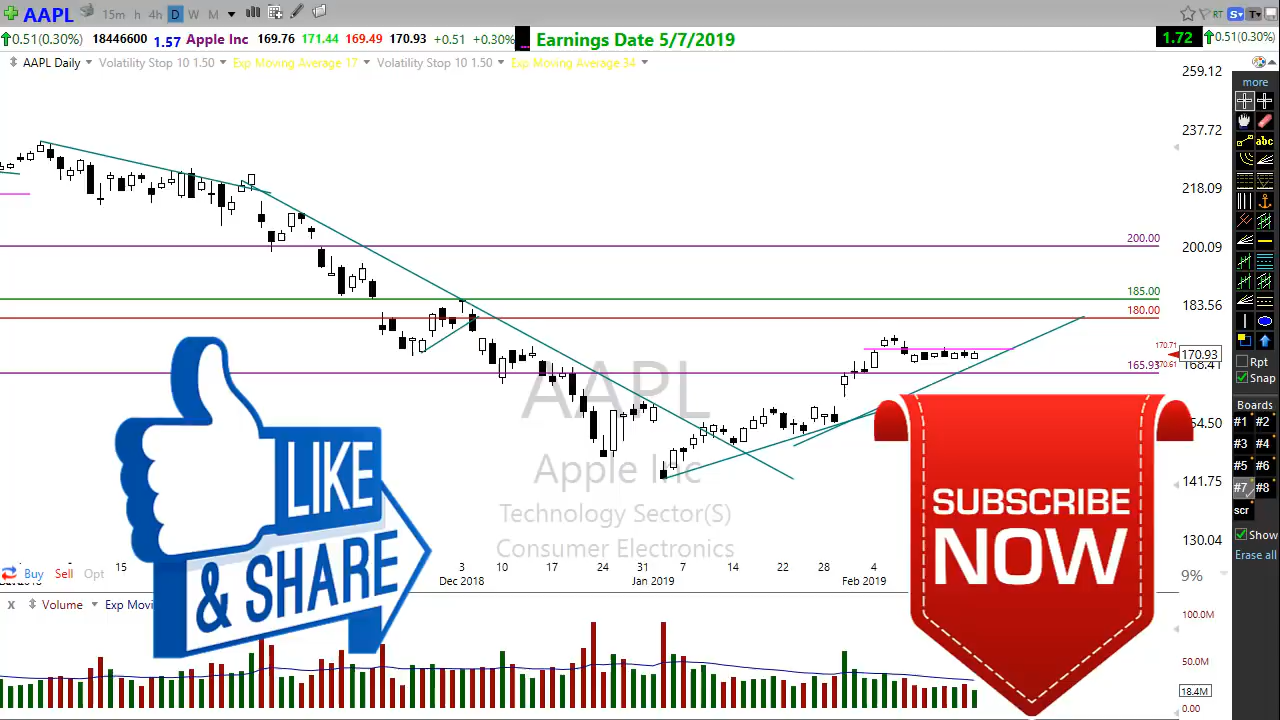 AAPL 15m h 4h D W M RT S T
0.51(0.30%) 18446600 1.57 Apple Inc 169.76 171.44 169.49 170.93 +0.51 +0.30% ... Earnings Date 5/7/2019 1.72 0.51(0.30%)
AAPL Daily Volatility Stop 10 1.50 Exp Moving Average 17 Volatility Stop 10 1.50 Exp Moving Average 34
259.12
more
237.72
abc
218.09
200.00
200.09
185.00
183.56
180.00
170.71
170.93
165.93
170.61
168.41
Rpt
Snap
AAPL
Boards
154.50
#1 #2
#3 #4
Apple Inc
#5 #6
141.75
#7 #8
Technology Sector(S)
scr
Consumer Electronics
130.04
Show
Erase all
15 3 10 17 24 31 7 14 22 28 4
Buy Sell Opt
Dec 2018 Jan 2019 Feb 2019
9%
x Volume Exp Movi
100.0M
50.0M
18.4M
0.00
LIKE
& SHARE
SUBSCRIBE
NOW